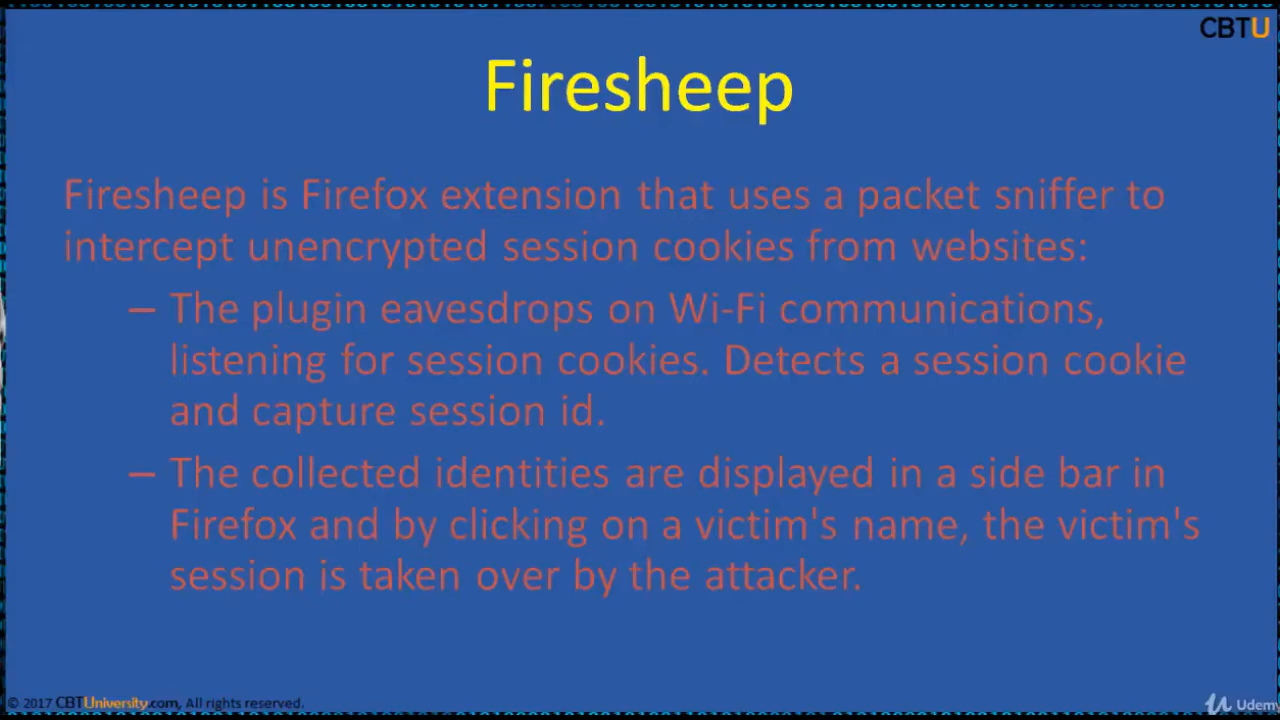 CBTU
Firesheep
Firesheep is Firefox extension that uses a packet sniffer to
intercept unencrypted session cookies from websites:
– The plugin eavesdrops on Wi-Fi communications,
listening for session cookies. Detects a session cookie
and capture session id.
– The collected identities are displayed in a side bar in
Firefox and by clicking on a victim's name, the victim's
session is taken over by the attacker.
© 2017 CBTUniversity.com, All rights reserved.
Udemy